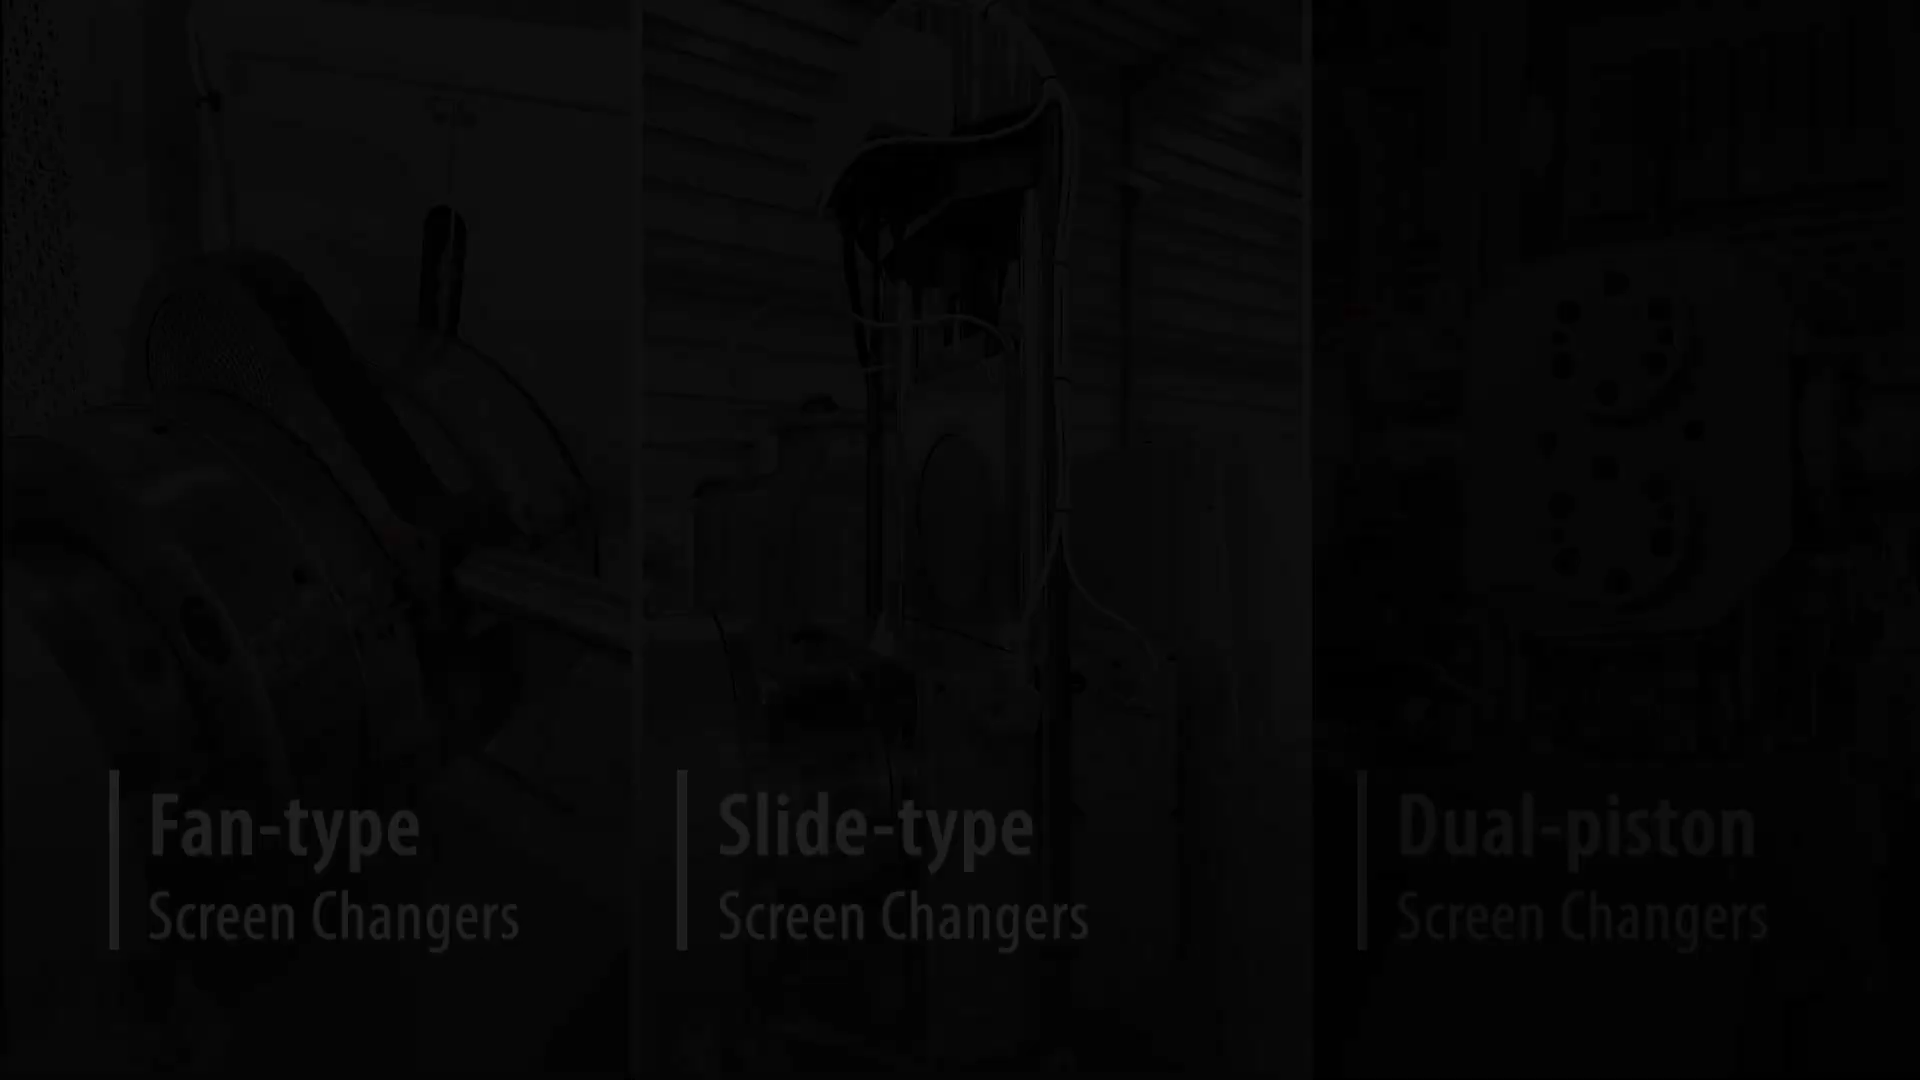 Fan-type
Screen Changers
Slide-type
Screen Changers
Dual-piston
Screen Changers